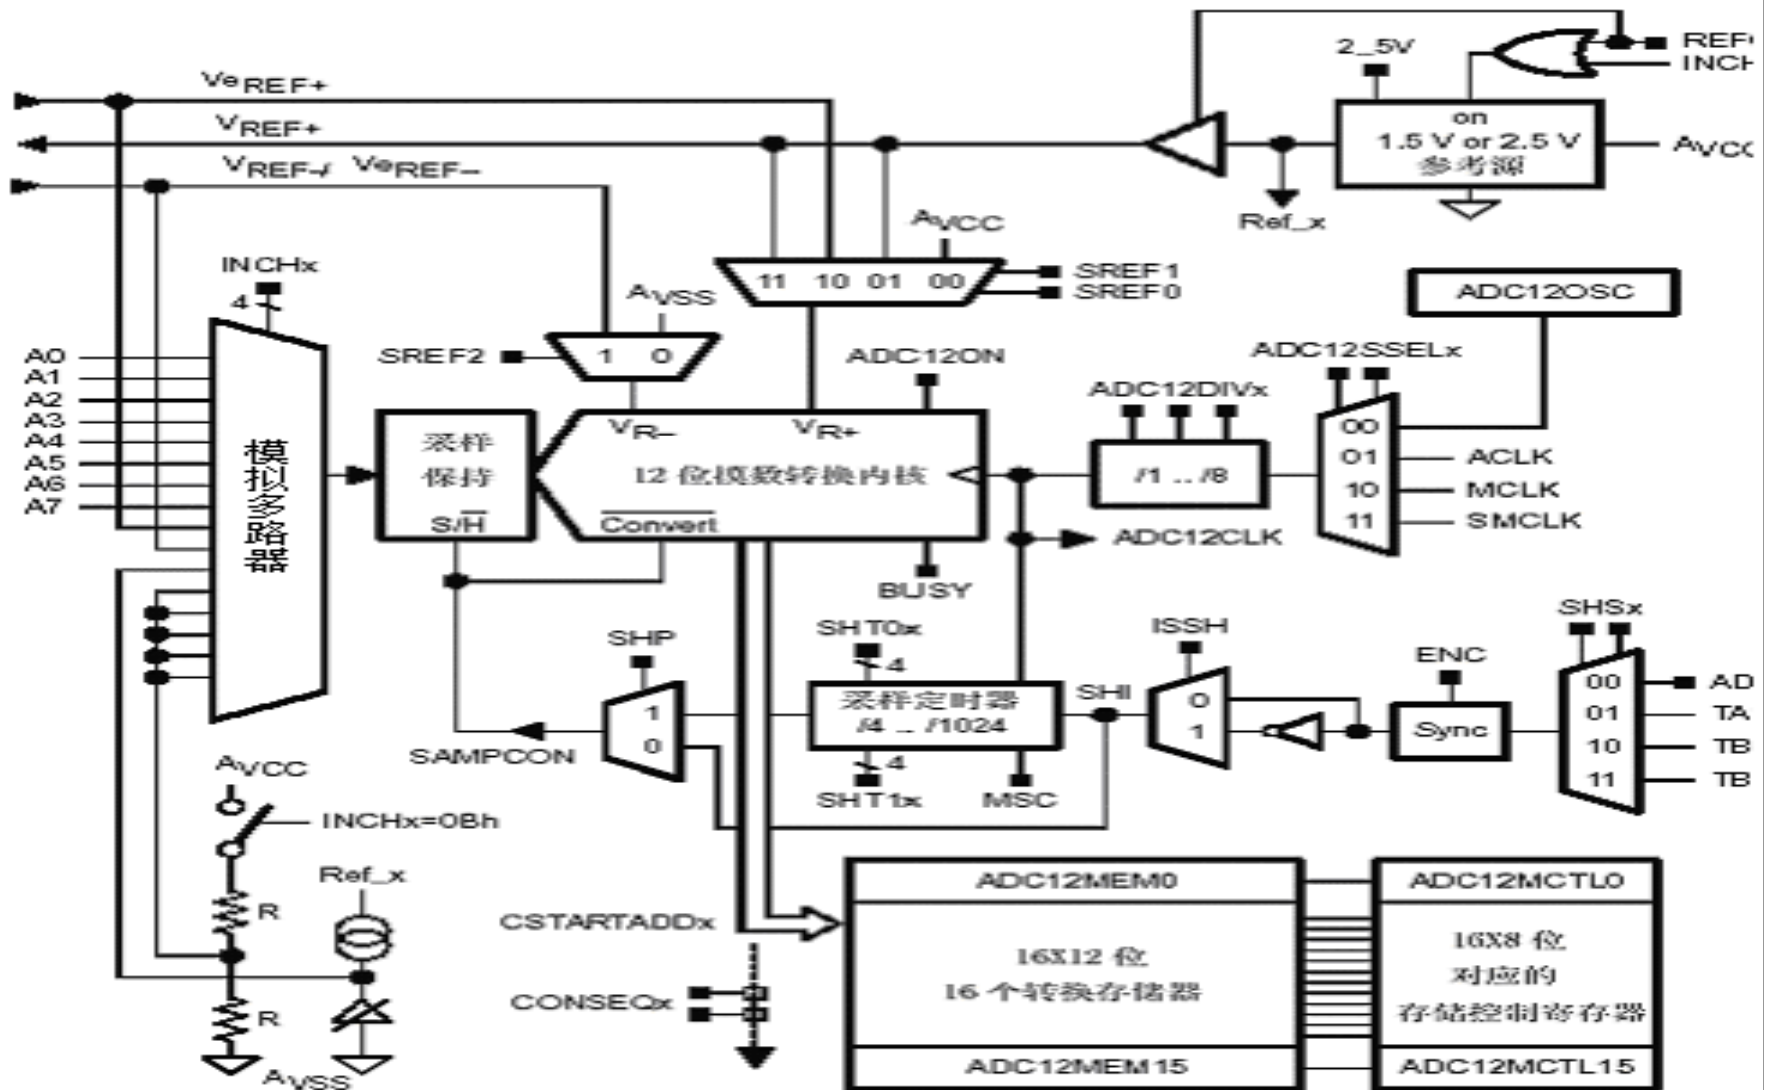 2_5V
INCH
VeREF+
on
VREF+
1.5 V or 2.5 V
AVCC
参考源
VREF-/ VeREF-
Ref_x
AVCC
INCHx
4
11 10 01 00
SREF1
SREF0
ADC12OSC
AVSS
SREF2
1 0
ADC12ON
ADC12SSELx
A0
A1
A2
A3
A4
A5
A6
A7
模拟多路器
采样
保持
S/H
VR-
VR+
12 位模数转换内核
Convert
ADC12DIVx
/1 .. /8
00
01
10
11
ACLK
MCLK
SMCLK
ADC12CLK
BUSY
SHP
SHT0x
4
ISSH
ENC
SHSx
1
0
采样定时器
/4 .. /1024
SHI
0
1
Sync
00
01
10
11
AD
TA
TB
TB
SAMPCON
4
SHT1x
MSC
AVCC
INCHx=0Bh
Ref_x
R
R
AVSS
CSTARTADDx
CONSEQx
ADC12MEM0
16X12 位
16 个转换存储器
ADC12MEM15
ADC12MCTL0
16X8 位
对应的
存储控制寄存器
ADC12MCTL15